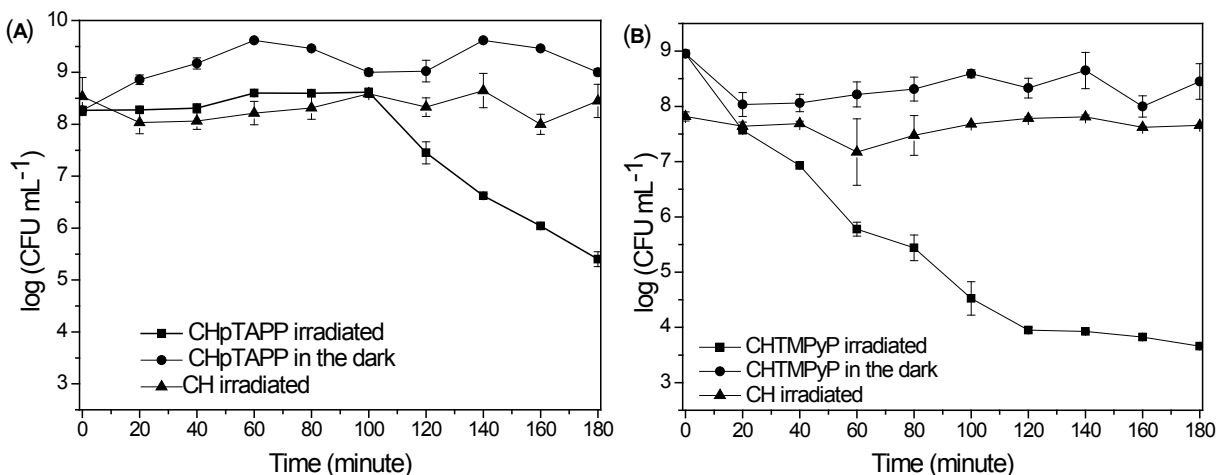 (A)
10
9
8
7
6
5
4
3
log (CFU mL⁻¹)
CHpTAPP irradiated
CHpTAPP in the dark
CH irradiated
0 20 40 60 80 100 120 140 160 180
Time (minute)
(B)
9
8
7
6
5
4
3
log (CFU mL⁻¹)
CHTMPyP irradiated
CHTMPyP in the dark
CH irradiated
0 20 40 60 80 100 120 140 160 180
Time (minute)